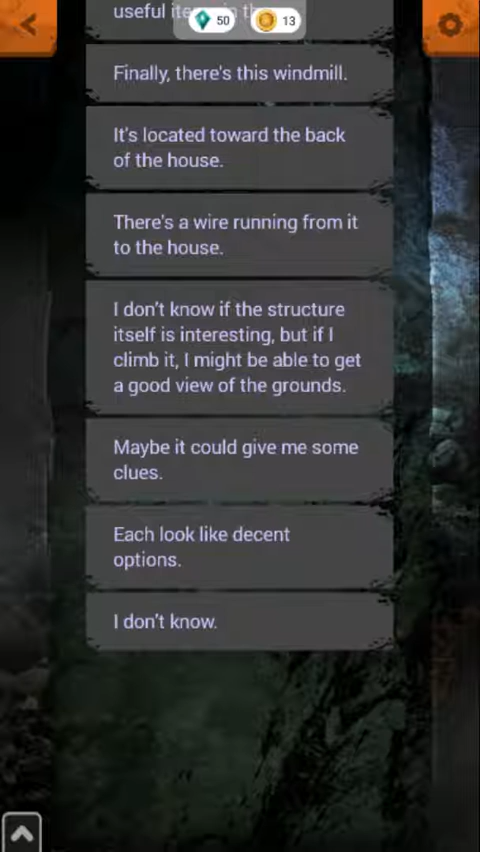 useful
50
13
Finally, there's this windmill.
It's located toward the back
of the house.
There's a wire running from it
to the house.
I don't know if the structure
itself is interesting, but if I
climb it, I might be able to get
a good view of the grounds.
Maybe it could give me some
clues.
Each look like decent
options.
I don't know.